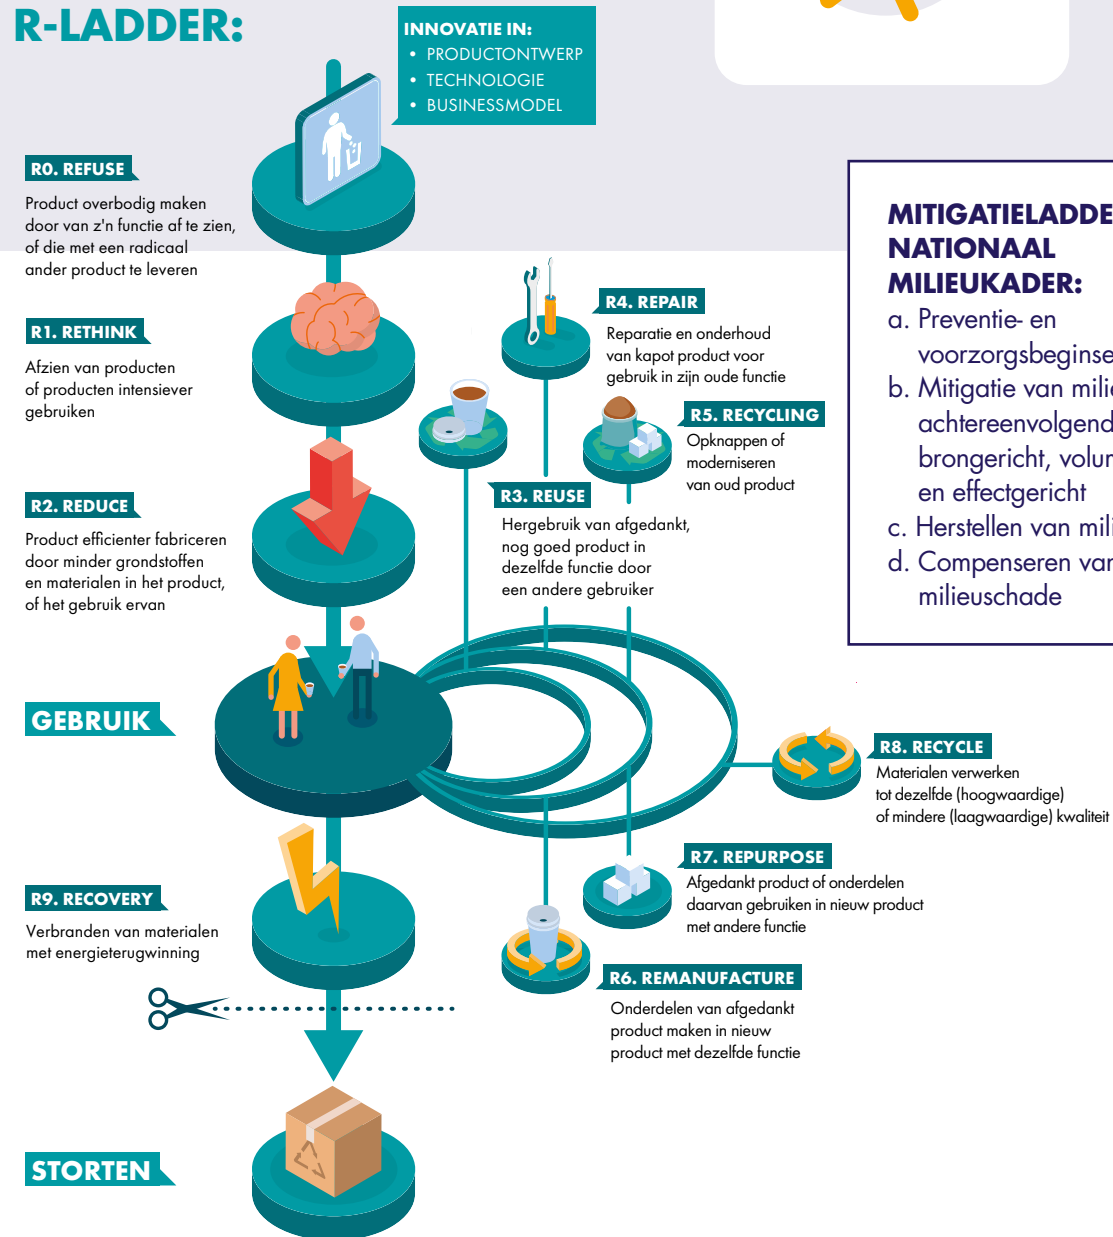 R-LADDER:
INNOVATIE IN:
• PRODUCTONTWERP
• TECHNOLOGIE
• BUSINESSMODEL
R0. REFUSE
Product overbodig maken
door van z'n functie af te zien,
of die met een radicaal
ander product te leveren
R1. RETHINK
Afzien van producten
of producten intensiever
gebruiken
R2. REDUCE
Product efficienter fabriceren
door minder grondstoffen
en materialen in het product,
of het gebruik ervan
R4. REPAIR
Reparatie en onderhoud
van kapot product voor
gebruik in zijn oude functie
R5. RECYCLING
Opknappen of
moderniseren
van oud product
R3. REUSE
Hergebruik van afgedankt,
nog goed product in
dezelfde functie door
een andere gebruiker
GEBRUIK
R8. RECYCLE
Materialen verwerken
tot dezelfde (hoogwaardige)
of mindere (laagwaardige) kwaliteit
R7. REPURPOSE
Afgedankt product of onderdelen
daarvan gebruiken in nieuw product
met andere functie
R6. REMANUFACTURE
Onderdelen van afgedankt
product maken in nieuw
product met dezelfde functie
R9. RECOVERY
Verbranden van materialen
met energieterugwinning
STORTEN
MITIGATIELADDE
NATIONAAL
MILIEUKADER:
a. Preventie- en
voorzorgsbeginse
b. Mitigatie van milie
achtereenvolgend
brongericht, volu
en effectgericht
c. Herstellen van mili
d. Compenseren van
milieuschade